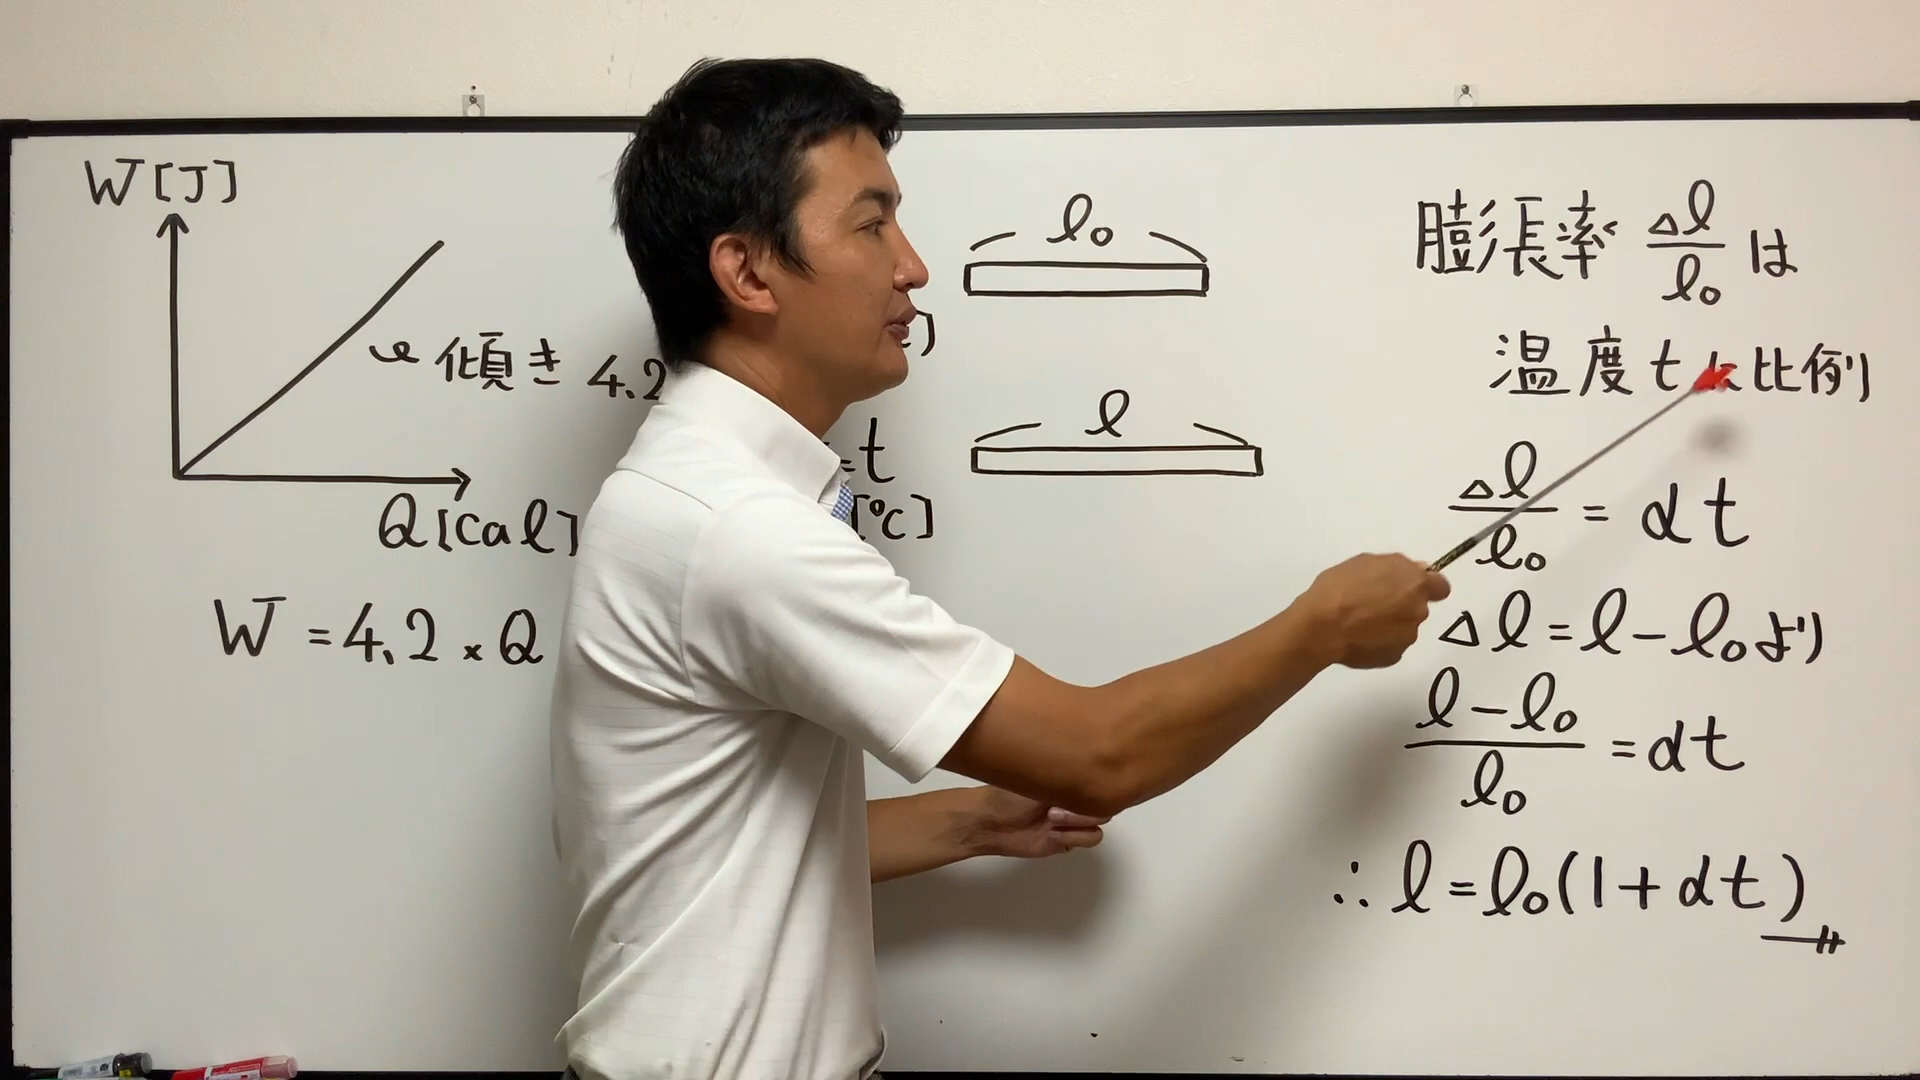 W[J]
傾き 4.2
Q[cal]
W=4.2×Q
l₀
l
=t
[℃]
膨張率 Δl/l₀ は
温度tに比例
Δl/l₀ = αt
Δl=l-l₀より
(l-l₀)/l₀ =αt
∴ l=l₀(1+αt)